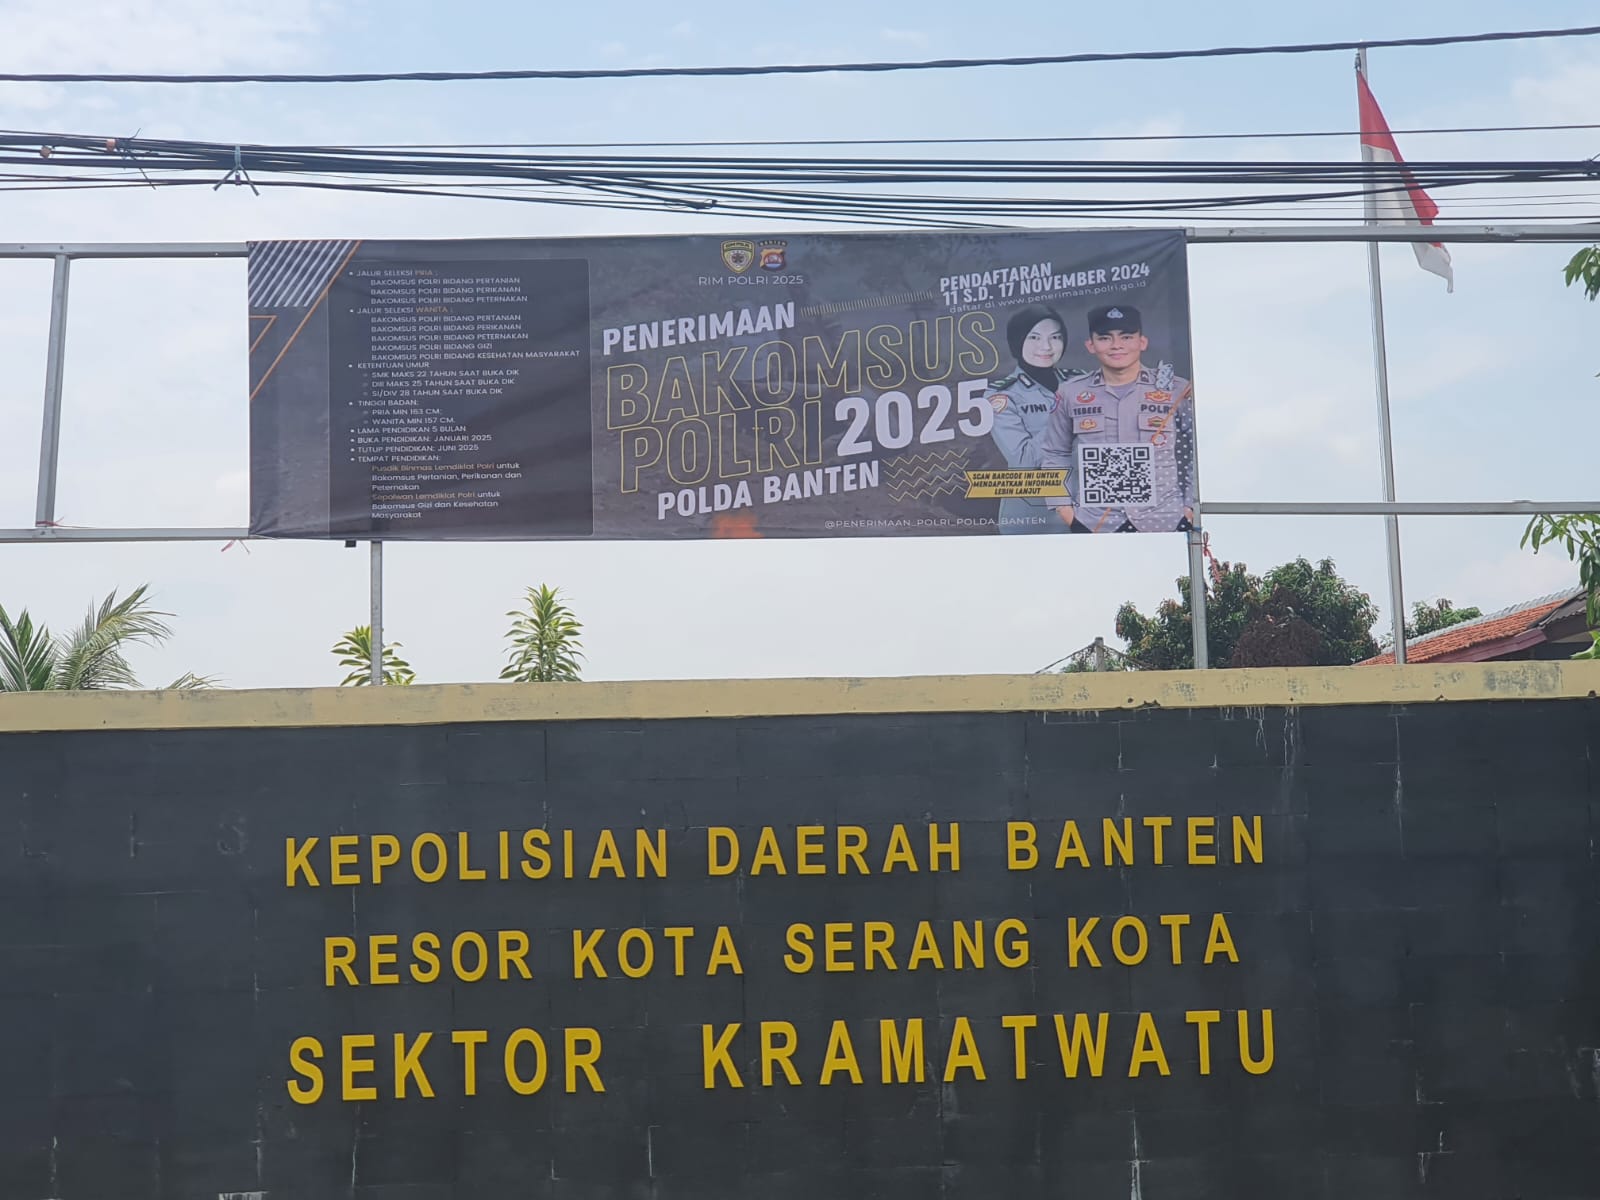 JALUR SELEKSI PRIA :
BAKOMSUS POLRI BIDANG PERTANIAN
BAKOMSUS POLRI BIDANG PERIKANAN
BAKOMSUS POLRI BIDANG PETERNAKAN
JALUR SELEKSI WANITA :
BAKOMSUS POLRI BIDANG PERTANIAN
BAKOMSUS POLRI BIDANG PERIKANAN
BAKOMSUS POLRI BIDANG PETERNAKAN
BAKOMSUS POLRI BIDANG GIZI
BAKOMSUS POLRI BIDANG KESEHATAN MASYARAKAT
KETENTUAN UMUR
SMK MAKS 22 TAHUN SAAT BUKA DIK
DIII MAKS 25 TAHUN SAAT BUKA DIK
SI/DIV 28 TAHUN SAAT BUKA DIK
TINGGI BADAN:
PRIA MIN 163 CM;
WANITA MIN 157 CM.
LAMA PENDIDIKAN 5 BULAN
BUKA PENDIDIKAN: JANUARI 2025
TUTUP PENDIDIKAN: JUNI 2025
TEMPAT PENDIDIKAN:
Pusdik Binmas Lemdiklat Polri untuk
Bakomsus Pertanian, Perikanan dan
Peternakan
Sepolwan Lemdiklat Polri untuk
Bakomsus Gizi dan Kesehatan
Masyarakat
BANTEN
RIM POLRI 2025
PENDAFTARAN
11 S.D. 17 NOVEMBER 2024
daftar di www.penerimaan.polri.go.id
PENERIMAAN
BAKOMSUS
POLRI 2025
POLDA BANTEN
VINI
TEBEEE
POLRI
SCAN BARCODE INI UNTUK
MENDAPATKAN INFORMASI
LEBIH LANJUT
@PENERIMAAN_POLRI_POLDA_BANTEN
KEPOLISIAN DAERAH BANTEN
RESOR KOTA SERANG KOTA
SEKTOR KRAMATWATU